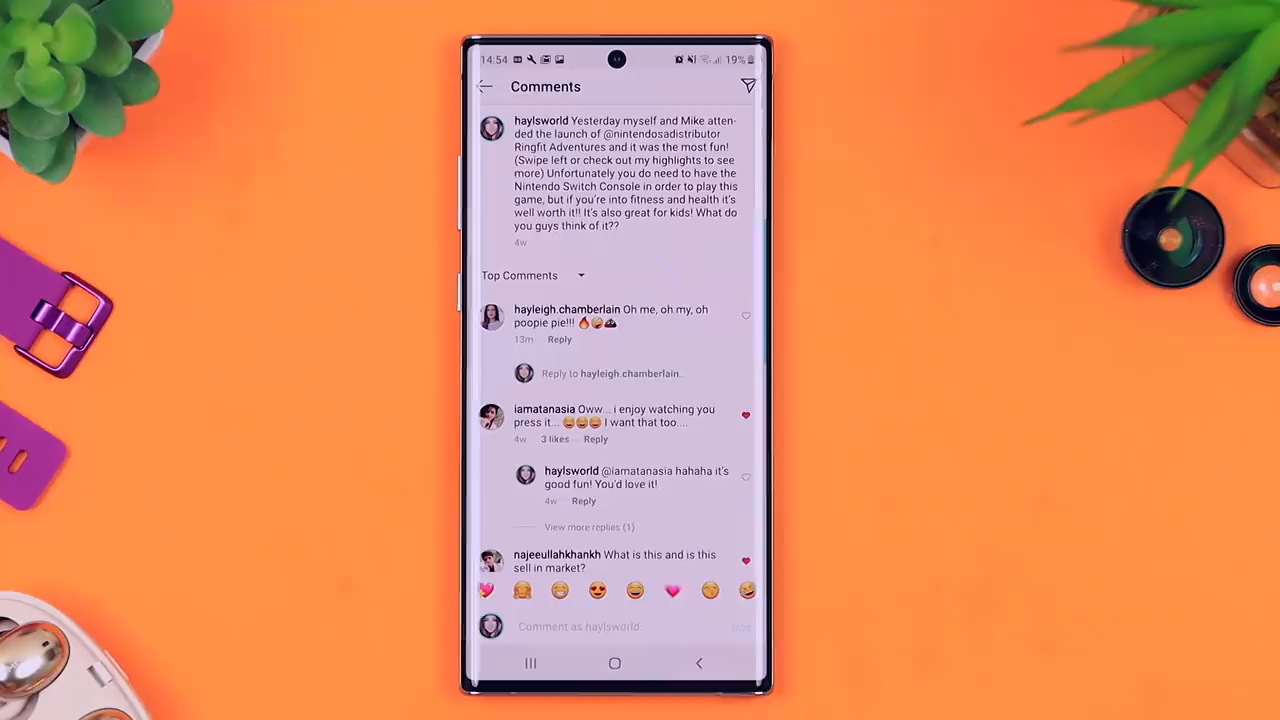 14:54 19%
Comments
haylsworld Yesterday myself and Mike atten-
ded the launch of @nintendosadistributor
Ringfit Adventures and it was the most fun!
(Swipe left or check out my highlights to see
more) Unfortunately you do need to have the
Nintendo Switch Console in order to play this
game, but if you're into fitness and health it's
well worth it!! It's also great for kids! What do
you guys think of it??
4w
Top Comments
hayleigh.chamberlain Oh me, oh my, oh
poopie pie!!! 🔥🤪💩
13m Reply
Reply to hayleigh.chamberlain...
iamatanasia Oww... i enjoy watching you
press it... 😅😅😅 I want that too....
4w 3 likes Reply
haylsworld @iamatanasia hahaha it's
good fun! You'd love it!
4w Reply
View more replies (1)
najeeullahkhankh What is this and is this
sell in market?
Comment as haylsworld...